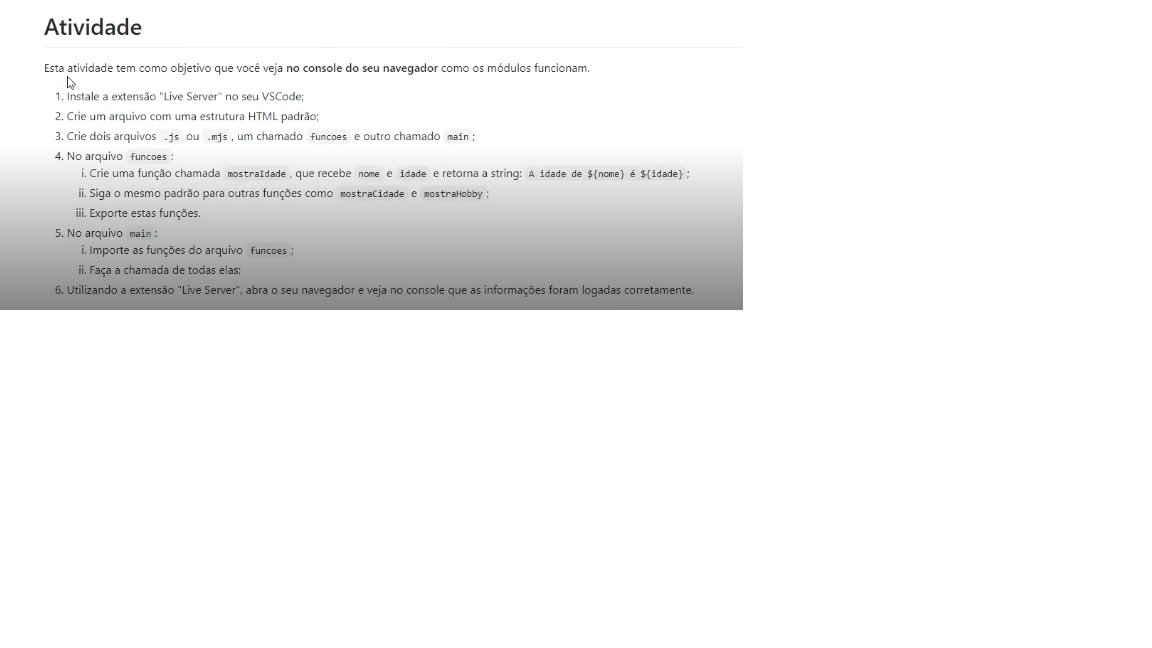 Atividade
Esta atividade tem como objetivo que você veja no console do seu navegador como os módulos funcionam.
1. Instale a extensão "Live Server" no seu VSCode;
2. Crie um arquivo com uma estrutura HTML padrão;
3. Crie dois arquivos .js ou .mjs, um chamado funcoes e outro chamado main;
4. No arquivo funcoes:
i. Crie uma função chamada mostraIdade, que recebe nome e idade e retorna a string: A idade de ${nome} é ${idade};
ii. Siga o mesmo padrão para outras funções como mostraCidade e mostraHobby;
iii. Exporte estas funções.
5. No arquivo main:
i. Importe as funções do arquivo funcoes;
ii. Faça a chamada de todas elas;
6. Utilizando a extensão "Live Server", abra o seu navegador e veja no console que as informações foram logadas corretamente.